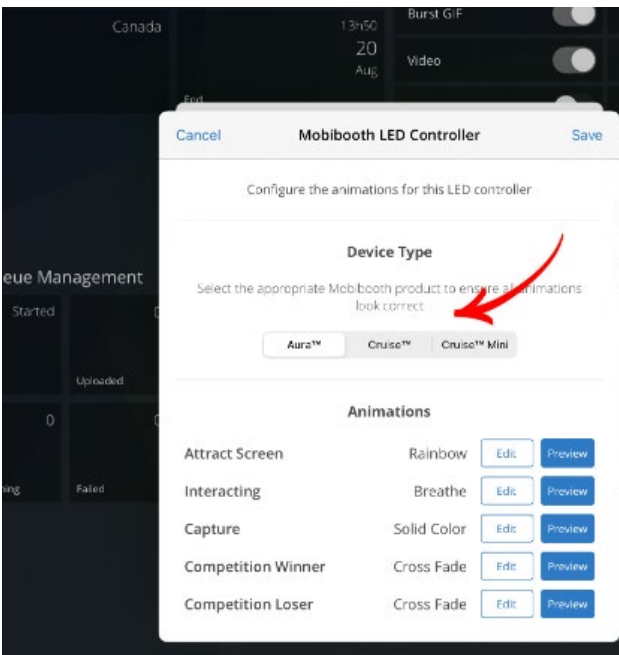 Canada
13h50
20
Aug
End
Burst GIF
Video
eue Management
Started
0
Uploaded
0
ning
Failed
Cancel
Mobibooth LED Controller
Save
Configure the animations for this LED controller
Device Type
Select the appropriate Mobibooth product to ensure all animations
look correct
Aura™ Cruise™ Cruise™ Mini
Animations
Attract Screen Rainbow Edit Preview
Interacting Breathe Edit Preview
Capture Solid Color Edit Preview
Competition Winner Cross Fade Edit Preview
Competition Loser Cross Fade Edit Preview